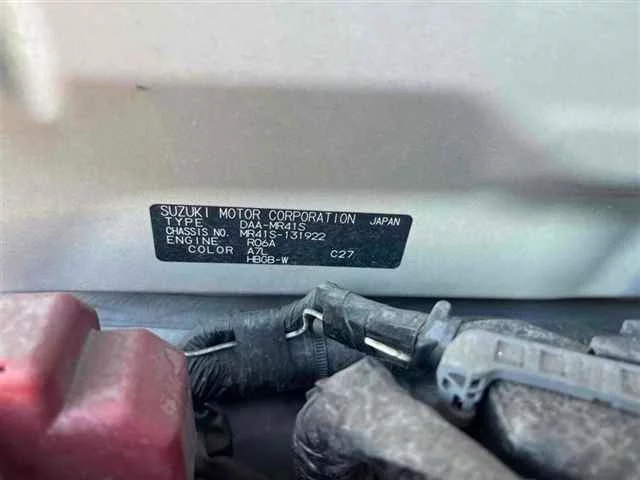 SUZUKI MOTOR CORPORATION JAPAN
TYPE DAA-MR41S
CHASSIS NO. MR41S-131922
ENGINE R06A
COLOR A7L C27
HBGB-W